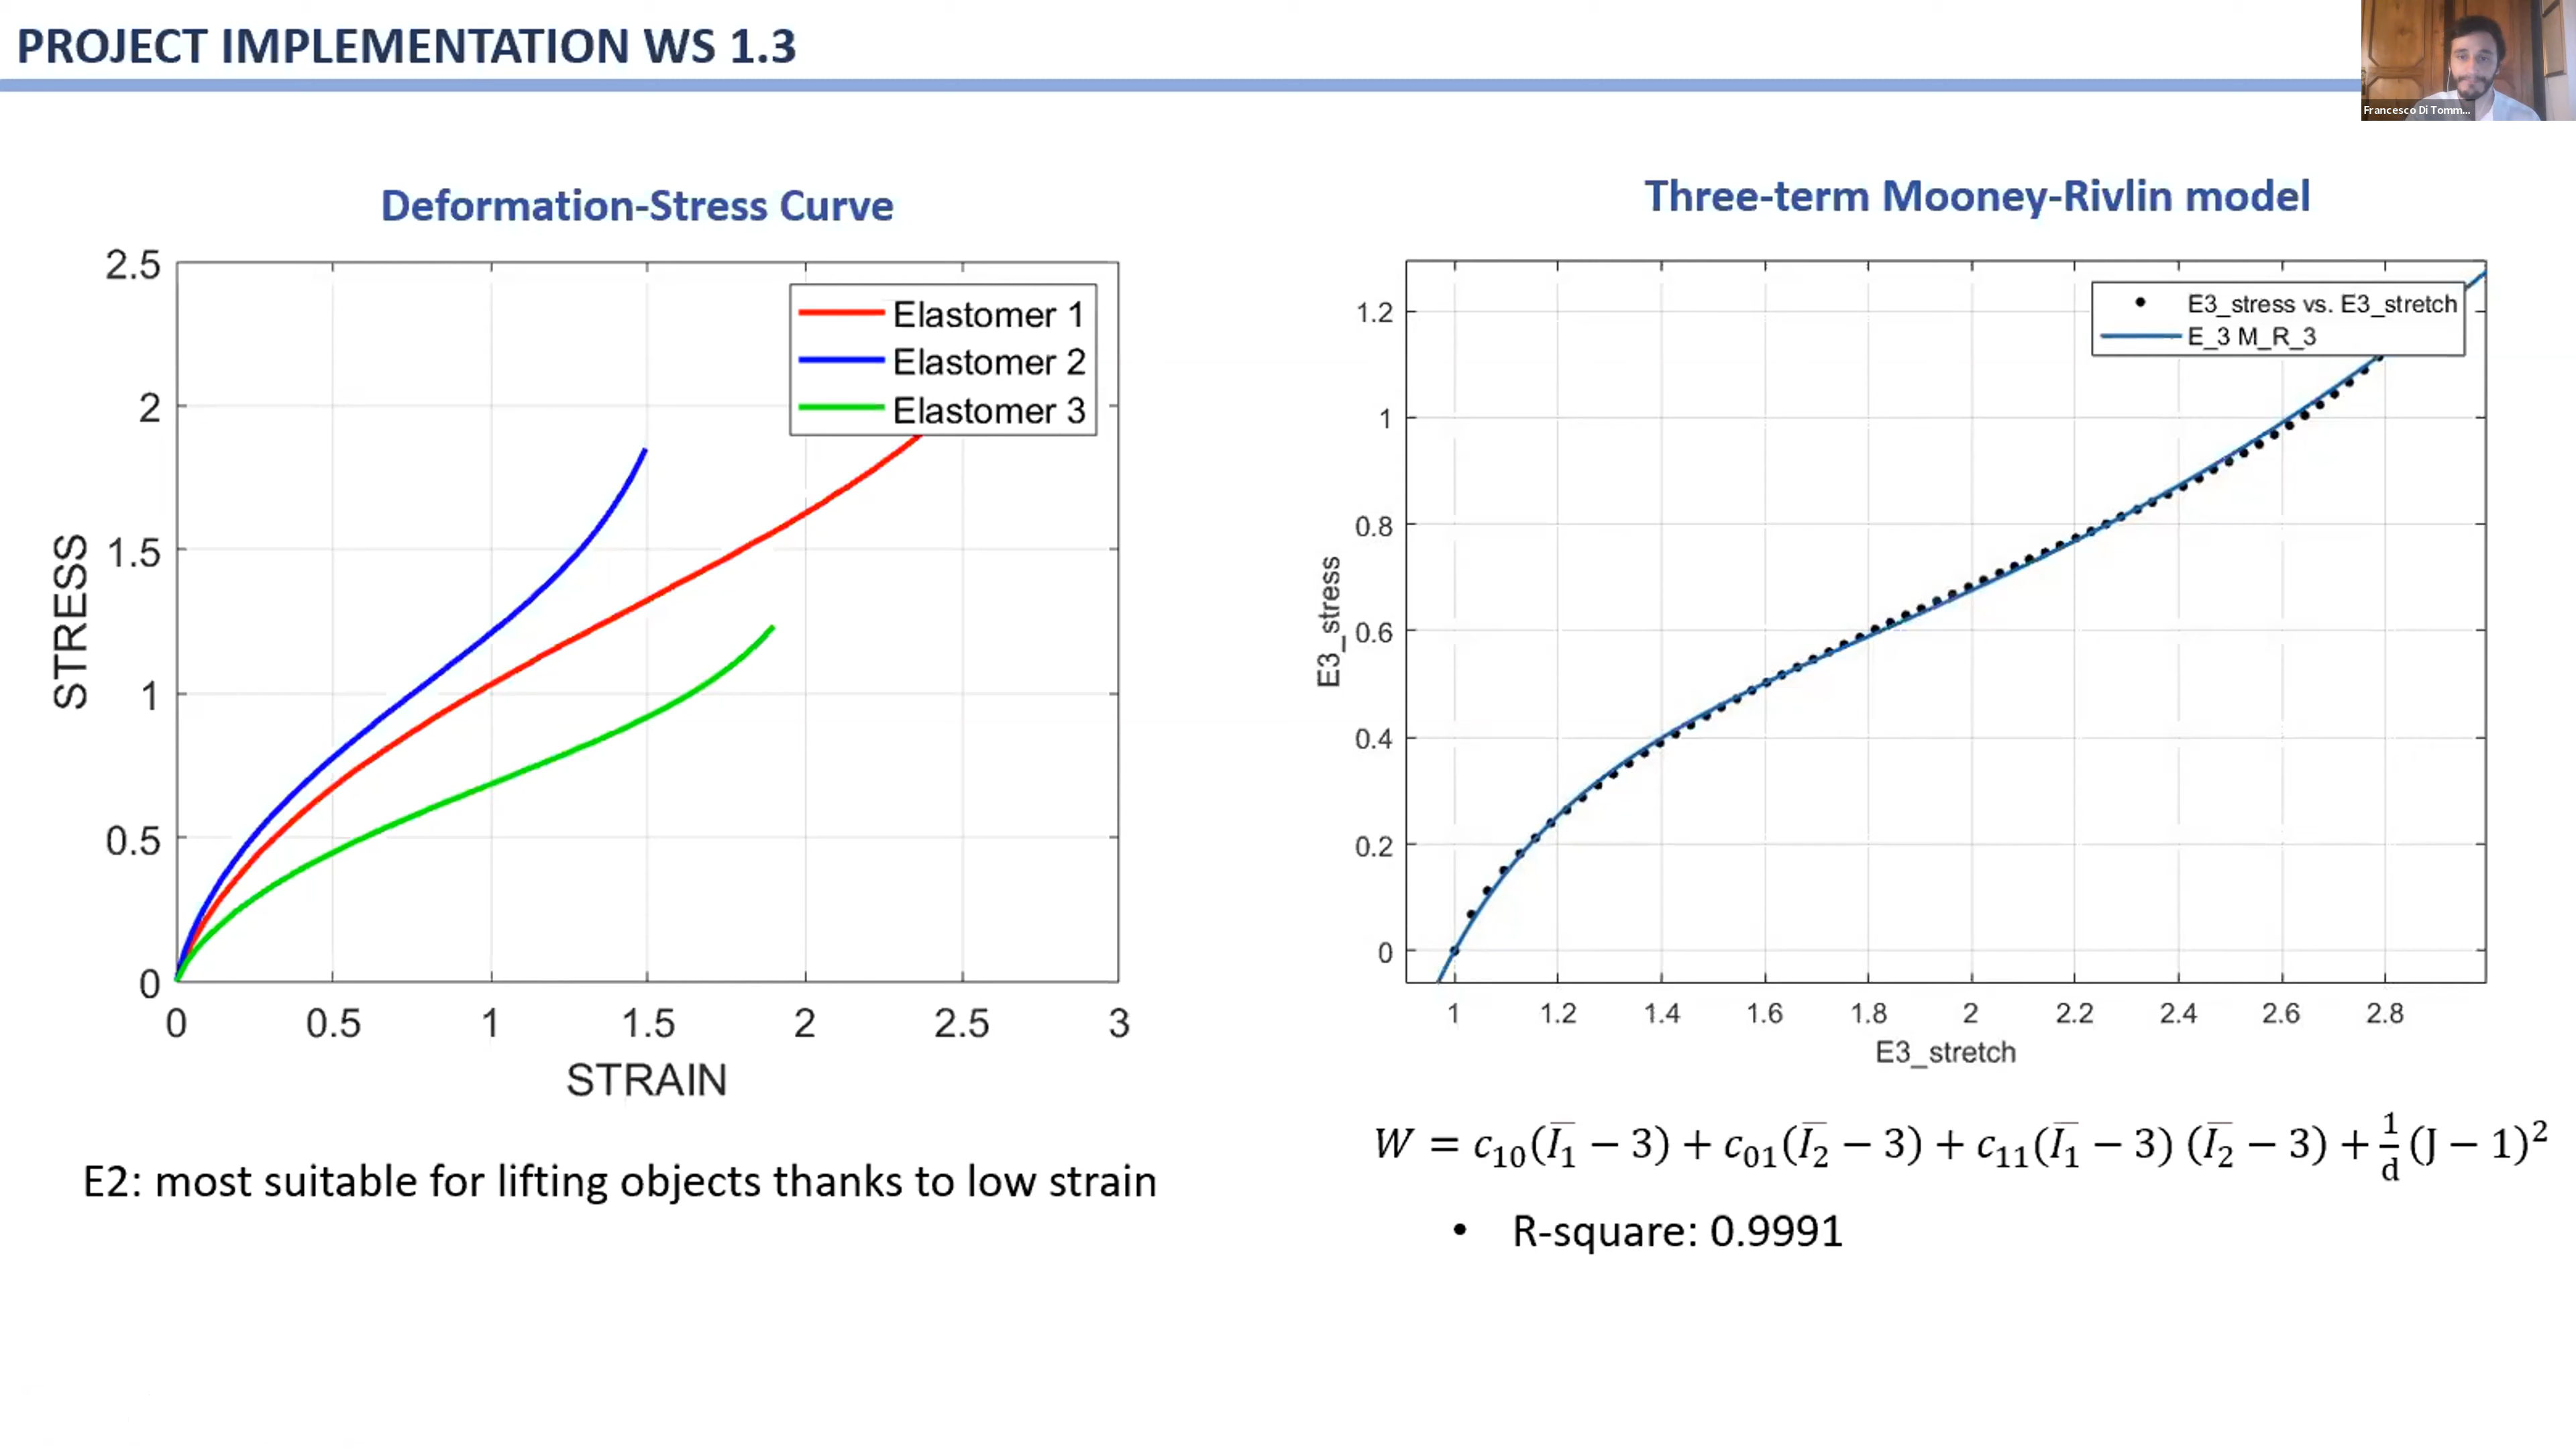 PROJECT IMPLEMENTATION WS 1.3
Francesco Di Tomm...
Deformation-Stress Curve
2.5
2
1.5
1
0.5
0
STRESS
Elastomer 1
Elastomer 2
Elastomer 3
0 0.5 1 1.5 2 2.5 3
STRAIN
E2: most suitable for lifting objects thanks to low strain
Three-term Mooney-Rivlin model
1.2
1
0.8
0.6
0.4
0.2
0
E3_stress
E3_stress vs. E3_stretch
E_3 M_R_3
1 1.2 1.4 1.6 1.8 2 2.2 2.4 2.6 2.8
E3_stretch
W = c₁₀(I̅₁ − 3) + c₀₁(I̅₂ − 3) + c₁₁(I̅₁ − 3) (I̅₂ − 3) + 1/d (J − 1)²
• R-square: 0.9991